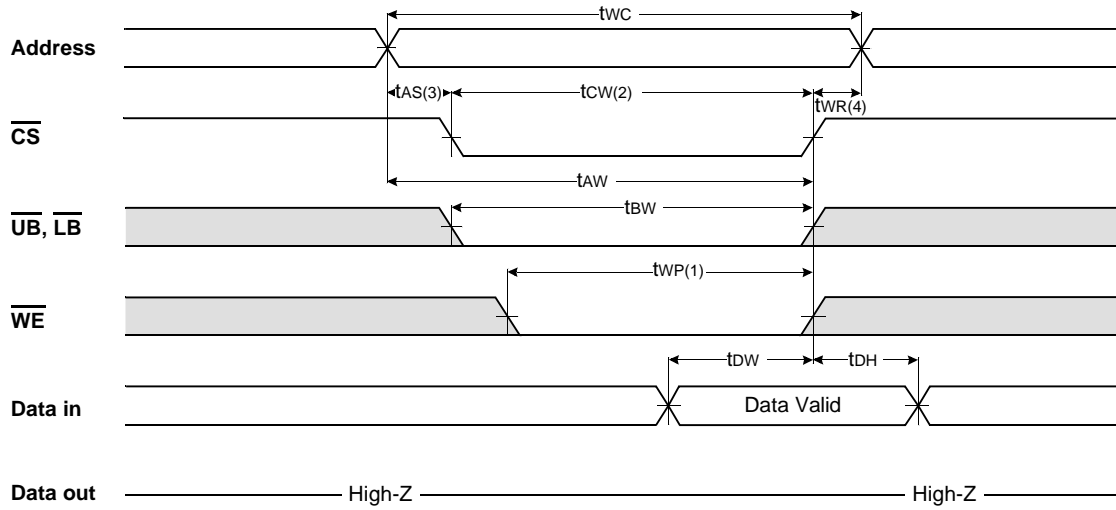 tWC
Address
tAS(3) tCW(2) tWR(4)
CS
tAW
UB, LB
tBW
tWP(1)
WE
tDW tDH
Data in Data Valid
Data out High-Z High-Z